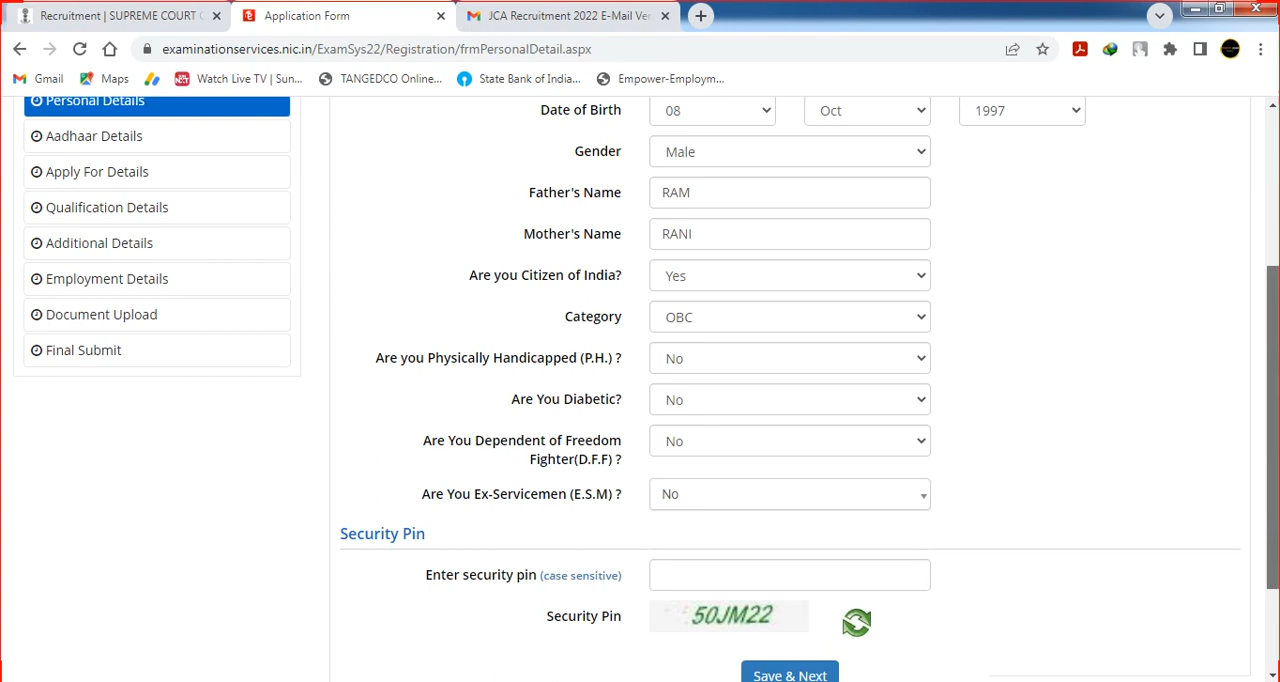 Recruitment | SUPREME COURT
Application Form
JCA Recruitment 2022 E-Mail Ver
examinationservices.nic.in/ExamSys22/Registration/frmPersonalDetail.aspx
Gmail
Maps
Watch Live TV | Sun...
TANGEDCO Online...
State Bank of India...
Empower-Employm...
Personal Details
Aadhaar Details
Apply For Details
Qualification Details
Additional Details
Employment Details
Document Upload
Final Submit
Date of Birth 08 Oct 1997
Gender Male
Father's Name RAM
Mother's Name RANI
Are you Citizen of India? Yes
Category OBC
Are you Physically Handicapped (P.H.) ? No
Are You Diabetic? No
Are You Dependent of Freedom
Fighter(D.F.F) ? No
Are You Ex-Servicemen (E.S.M) ? No
Security Pin
Enter security pin (case sensitive)
Security Pin 50JM22
Save & Next